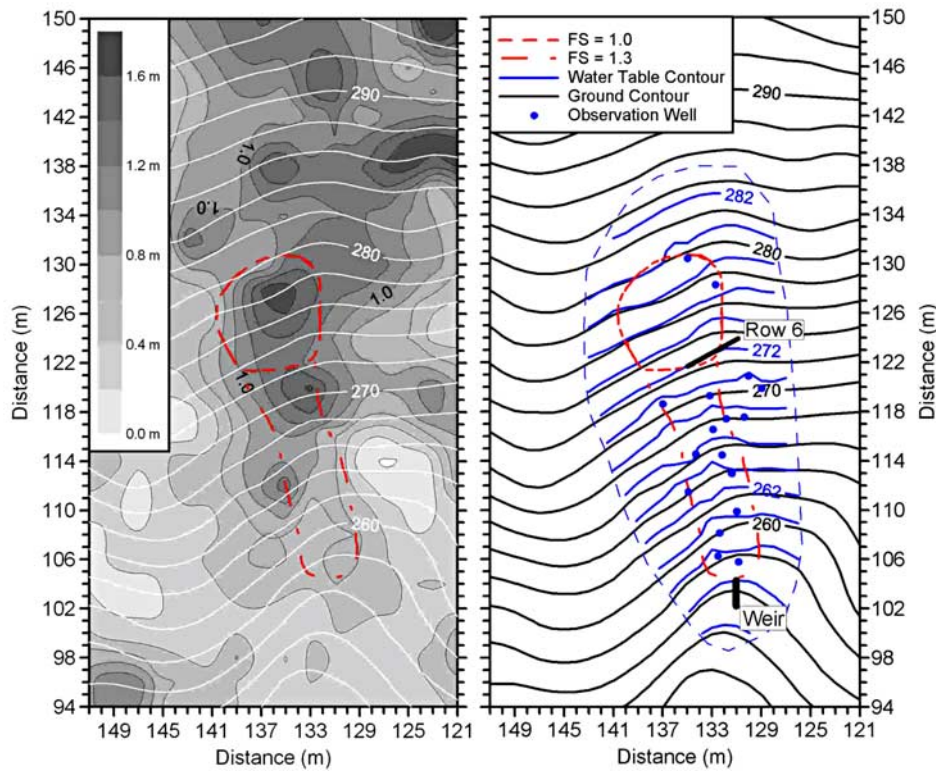 150
146
142
138
134
130
126
122
118
114
110
106
102
98
94
Distance (m)
1.6 m
1.2 m
0.8 m
0.4 m
0.0 m
290
1.0
1.0
280
1.0
1.0
270
260
149 145 141 137 133 129 125 121
Distance (m)
FS = 1.0
FS = 1.3
Water Table Contour
Ground Contour
Observation Well
290
282
280
Row 6
272
270
262
260
Weir
149 145 141 137 133 129 125 121
Distance (m)
150
146
142
138
134
130
126
122
118
114
110
106
102
98
94
Distance (m)